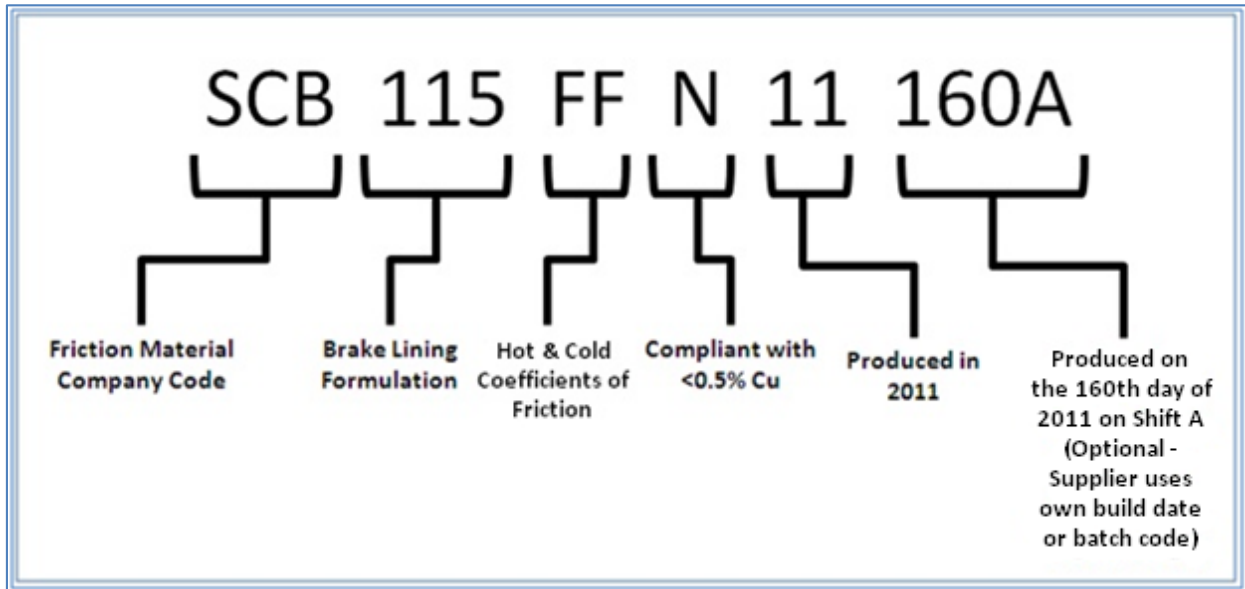 SCB 115 FF N 11 160A
Friction Material
Company Code
Brake Lining
Formulation
Hot & Cold
Coefficients of
Friction
Compliant with
<0.5% Cu
Produced in
2011
Produced on
the 160th day of
2011 on Shift A
(Optional -
Supplier uses
own build date
or batch code)